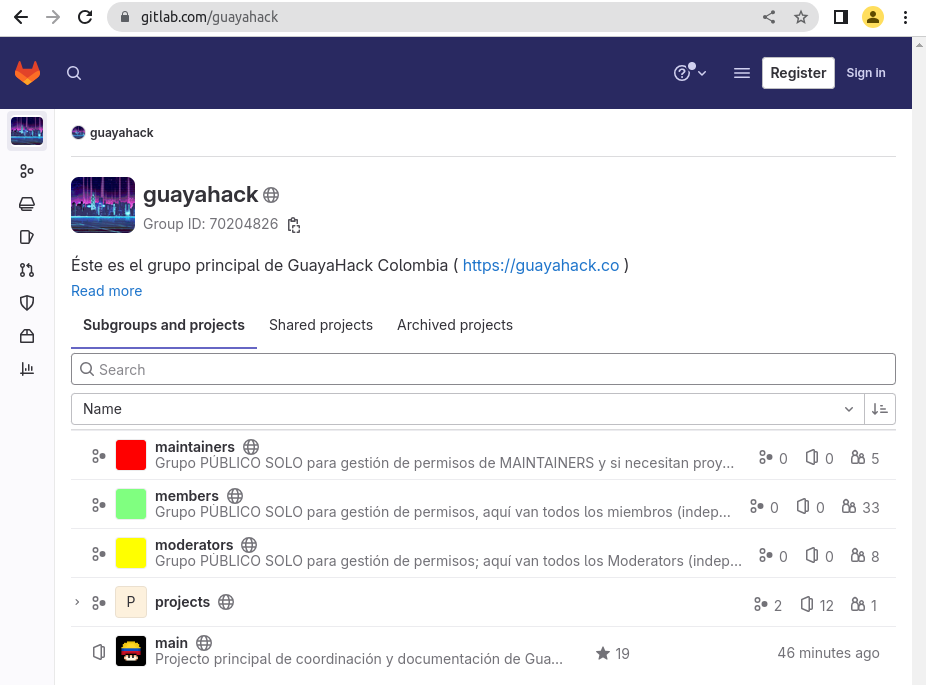 gitlab.com/guayahack
Register
Sign in
guayahack
guayahack
Group ID: 70204826
Éste es el grupo principal de GuayaHack Colombia ( https://guayahack.co )
Read more
Subgroups and projects Shared projects Archived projects
Search
Name
maintainers
Grupo PÚBLICO SOLO para gestión de permisos de MAINTAINERS y si necesitan proy... 0 0 5
members
Grupo PÚBLICO SOLO para gestión de permisos, aquí van todos los miembros (indep... 0 0 33
moderators
Grupo PÚBLICO SOLO para gestión de permisos; aquí van todos los Moderators (indep... 0 0 8
P projects 2 12 1
main
Projecto principal de coordinación y documentación de Gua... 19 46 minutes ago